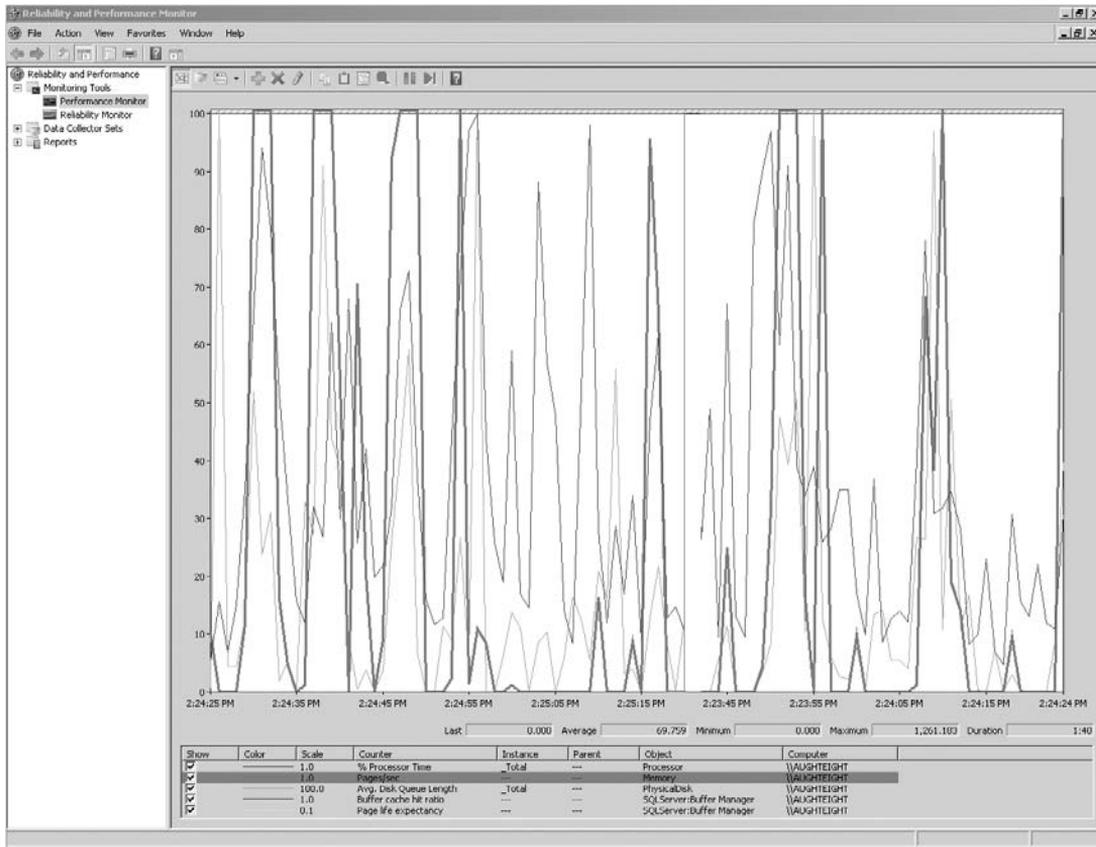 Reliability and Performance Monitor
File Action View Favorites Window Help
Reliability and Performance
Monitoring Tools
Performance Monitor
Reliability Monitor
Data Collector Sets
Reports
100
90
80
70
60
50
40
30
20
10
0
2:24:25 PM 2:24:35 PM 2:24:45 PM 2:24:55 PM 2:25:05 PM 2:25:15 PM 2:23:45 PM 2:23:55 PM 2:24:05 PM 2:24:15 PM 2:24:24 PM
Last 0.000 Average 69.759 Minimum 0.000 Maximum 1,261.183 Duration 1:40
Show Color Scale Counter Instance Parent Object Computer
1.0 % Processor Time _Total --- Processor \\AUGHTEIGHT
1.0 Pages/sec --- --- Memory \\AUGHTEIGHT
100.0 Avg. Disk Queue Length _Total --- PhysicalDisk \\AUGHTEIGHT
1.0 Buffer cache hit ratio --- --- SQLServer:Buffer Manager \\AUGHTEIGHT
0.1 Page life expectancy --- --- SQLServer:Buffer Manager \\AUGHTEIGHT